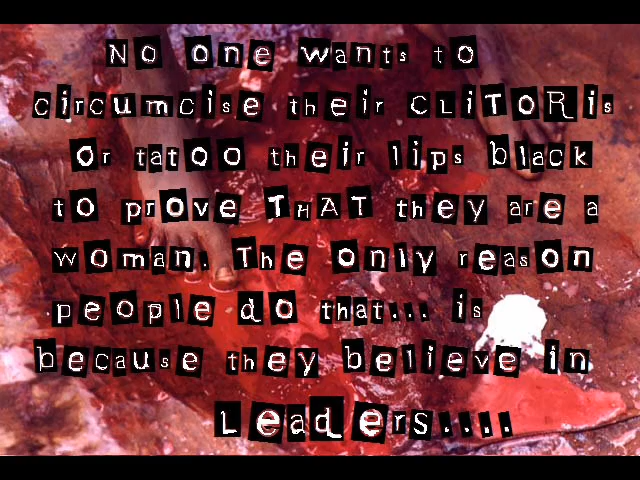 No one wants to
circumcise their CLiTORis
Or tatoo their lips black
to prove THAT they are a
woman. The only reason
people do that... is
because they believe in
Leaders....